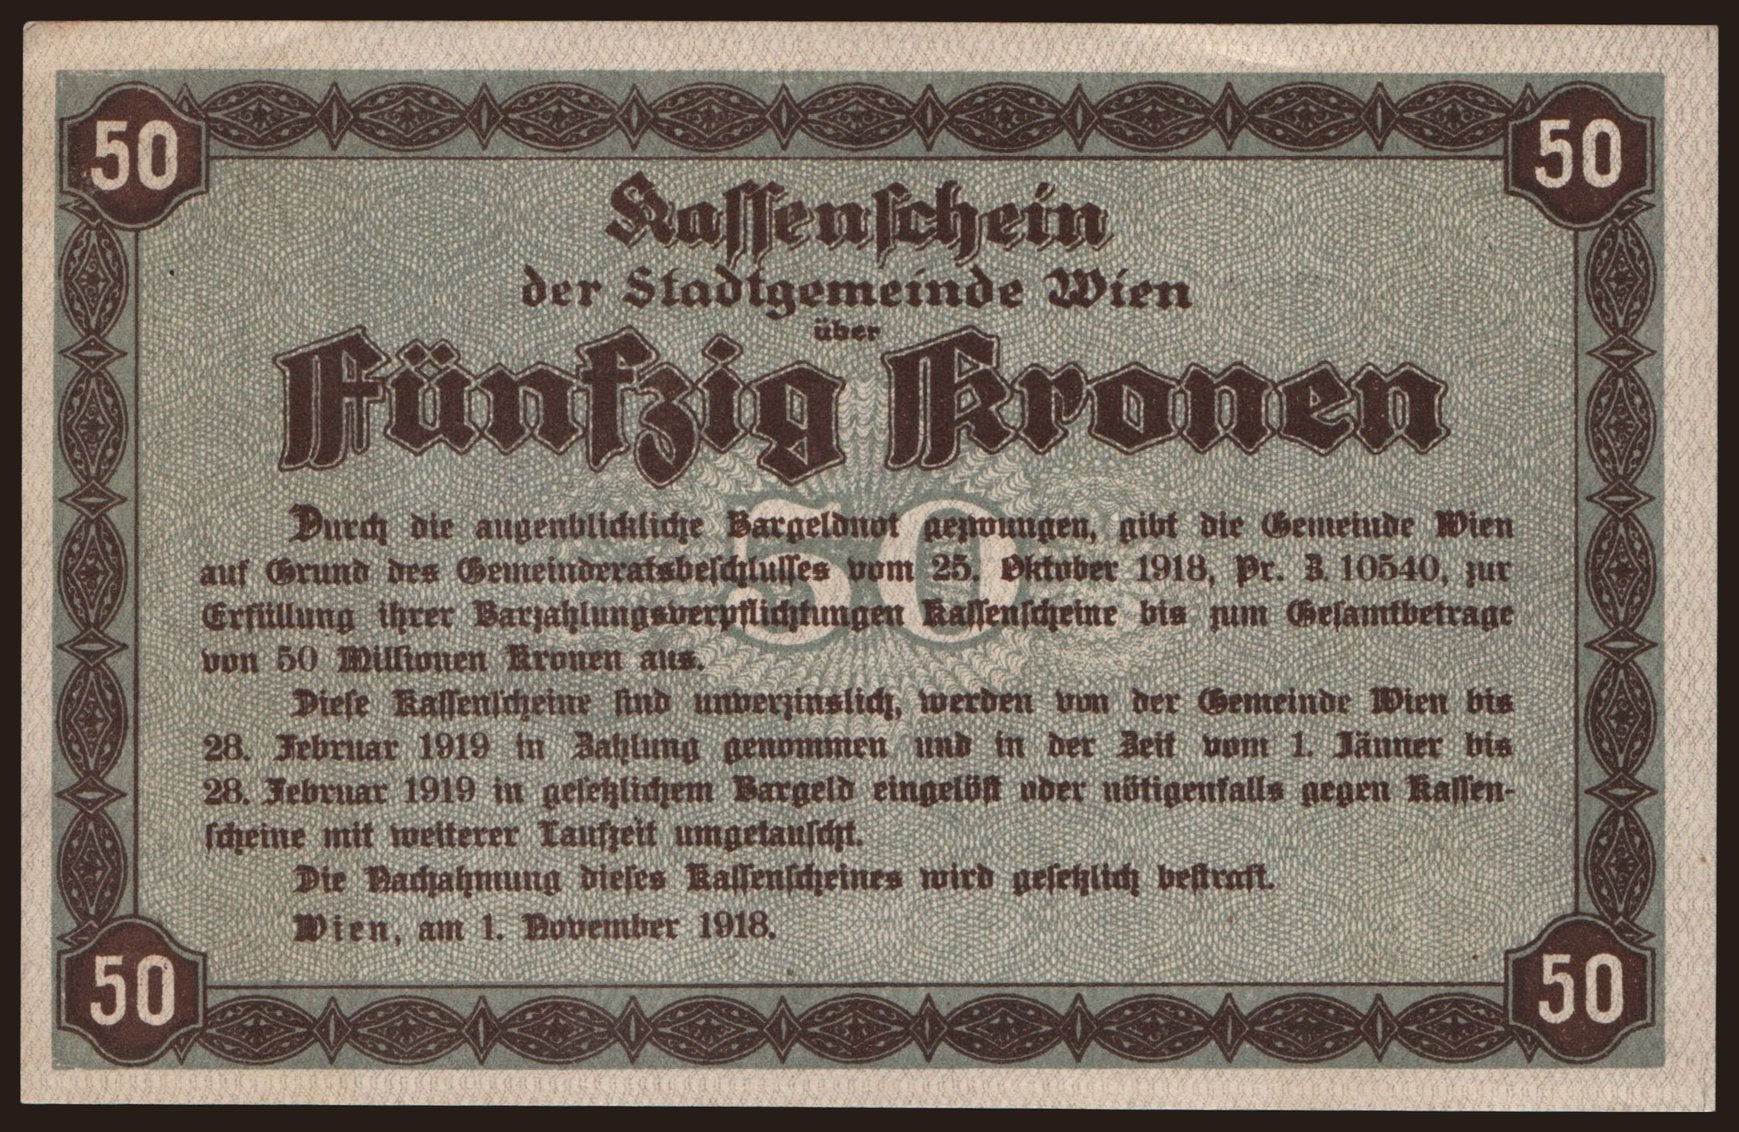 50 50
Kassenschein
der Stadtgemeinde Wien
über
Fünfzig Kronen
50
Durch die augenblickliche Bargeldnot gezwungen, gibt die Gemeinde Wien
auf Grund des Gemeinderatsbeschlusses vom 25. Oktober 1918, Pr. Z. 10540, zur
Erfüllung ihrer Barzahlungsverpflichtungen Kassenscheine bis zum Gesamtbetrage
von 50 Millionen Kronen aus.
Diese Kassenscheine sind unverzinslich, werden von der Gemeinde Wien bis
28. Februar 1919 in Zahlung genommen und in der Zeit vom 1. Jänner bis
28. Februar 1919 in gesetzlichem Bargeld eingelöst oder nötigenfalls gegen Kassen-
scheine mit weiterer Laufzeit umgetauscht.
Die Nachahmung dieses Kassenscheines wird gesetzlich bestraft.
Wien, am 1. November 1918.
50 50